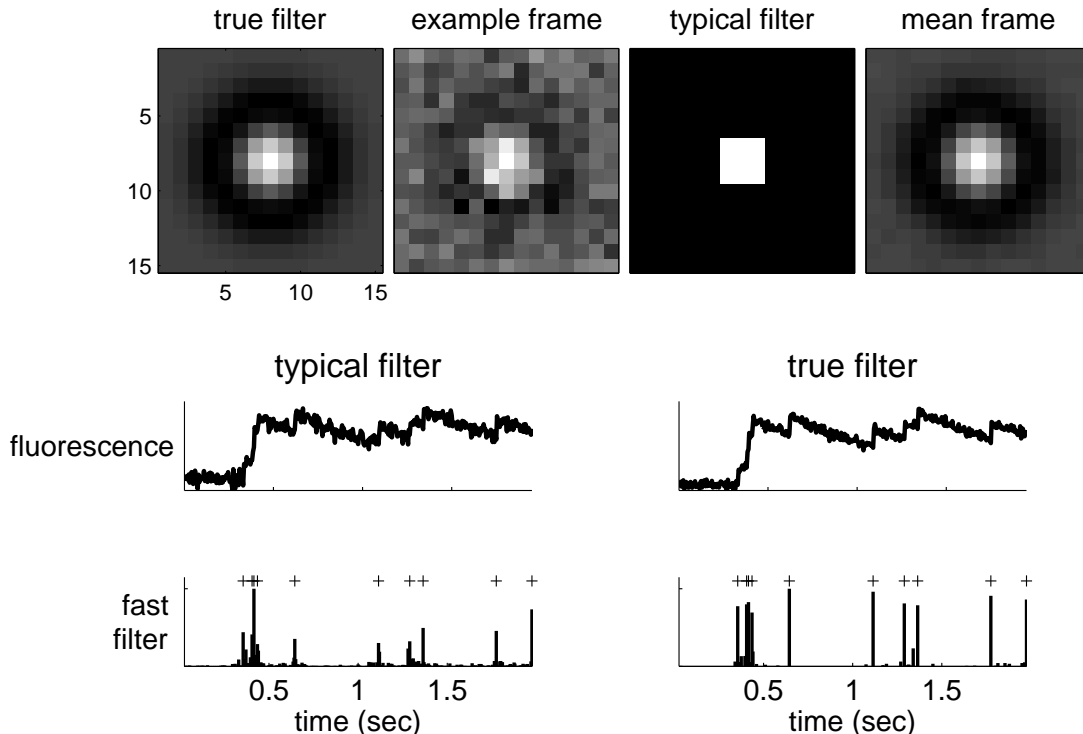 true filter
example frame
typical filter
mean frame
5
10
15
5
10
15
typical filter
true filter
fluorescence
fast
filter
0.5
1
1.5
time (sec)
0.5
1
1.5
time (sec)